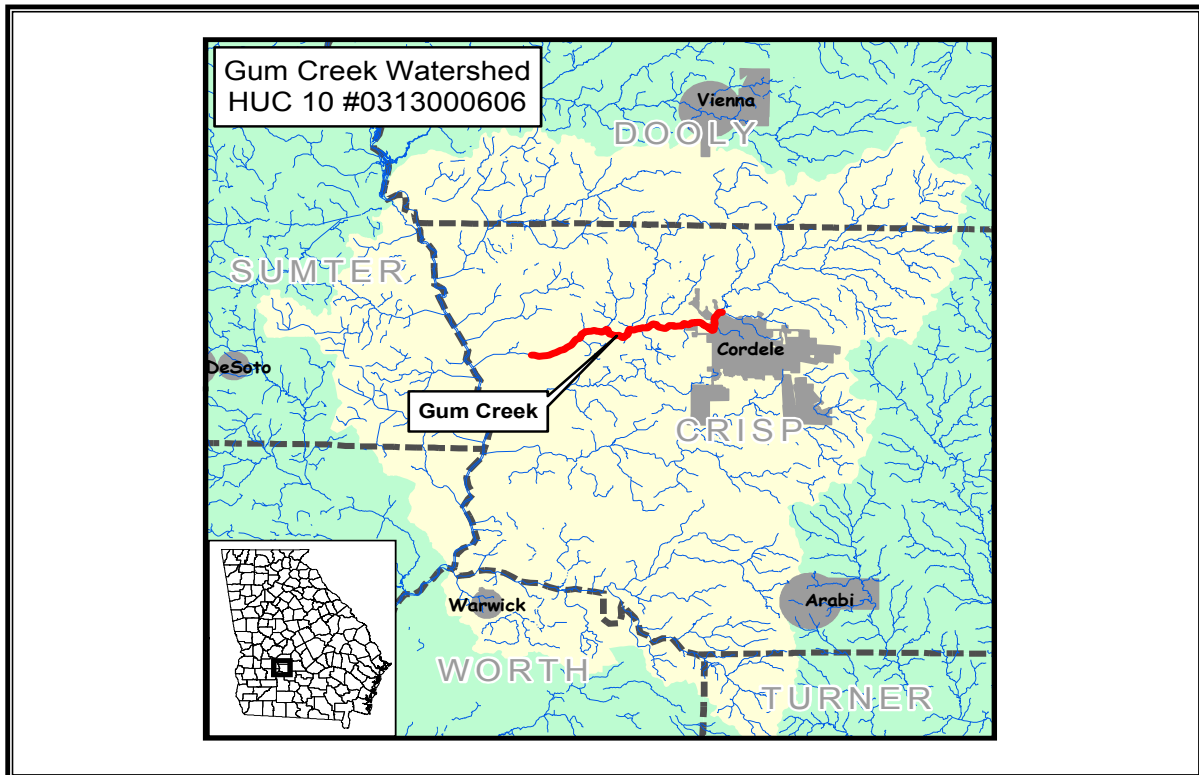 Gum Creek Watershed
HUC 10 #0313000606
Vienna
DOOLY
SUMTER
Cordele
DeSoto
Gum Creek
CRISP
Arabi
Warwick
WORTH
TURNER